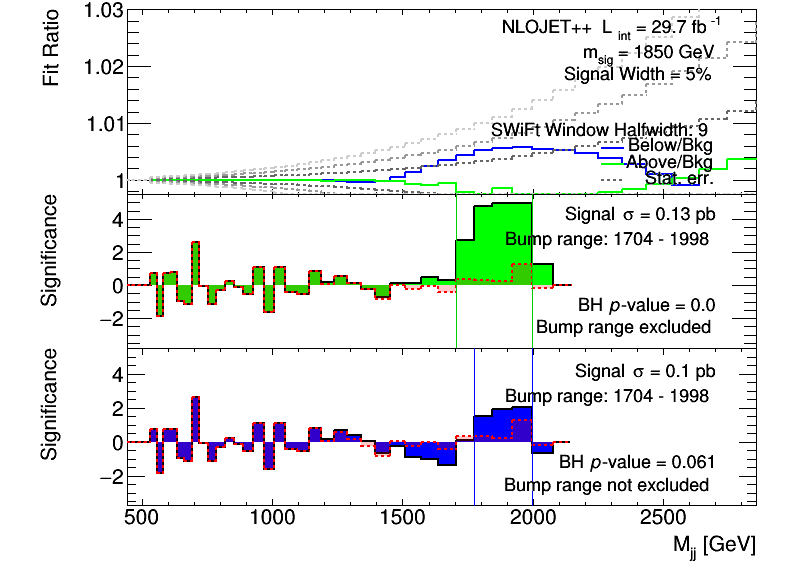 1.03
1.02
1.01
1
Fit Ratio
NLOJET++ L int = 29.7 fb -1
m sig = 1850 GeV
Signal Width = 5%
SWiFt Window Halfwidth: 9
Below/Bkg
Above/Bkg
Stat. err.
4
2
0
−2
Significance
Signal σ = 0.13 pb
Bump range: 1704 - 1998
BH p-value = 0.0
Bump range excluded
4
2
0
−2
Significance
Signal σ = 0.1 pb
Bump range: 1704 - 1998
BH p-value = 0.061
Bump range not excluded
500 1000 1500 2000 2500
M jj [GeV]